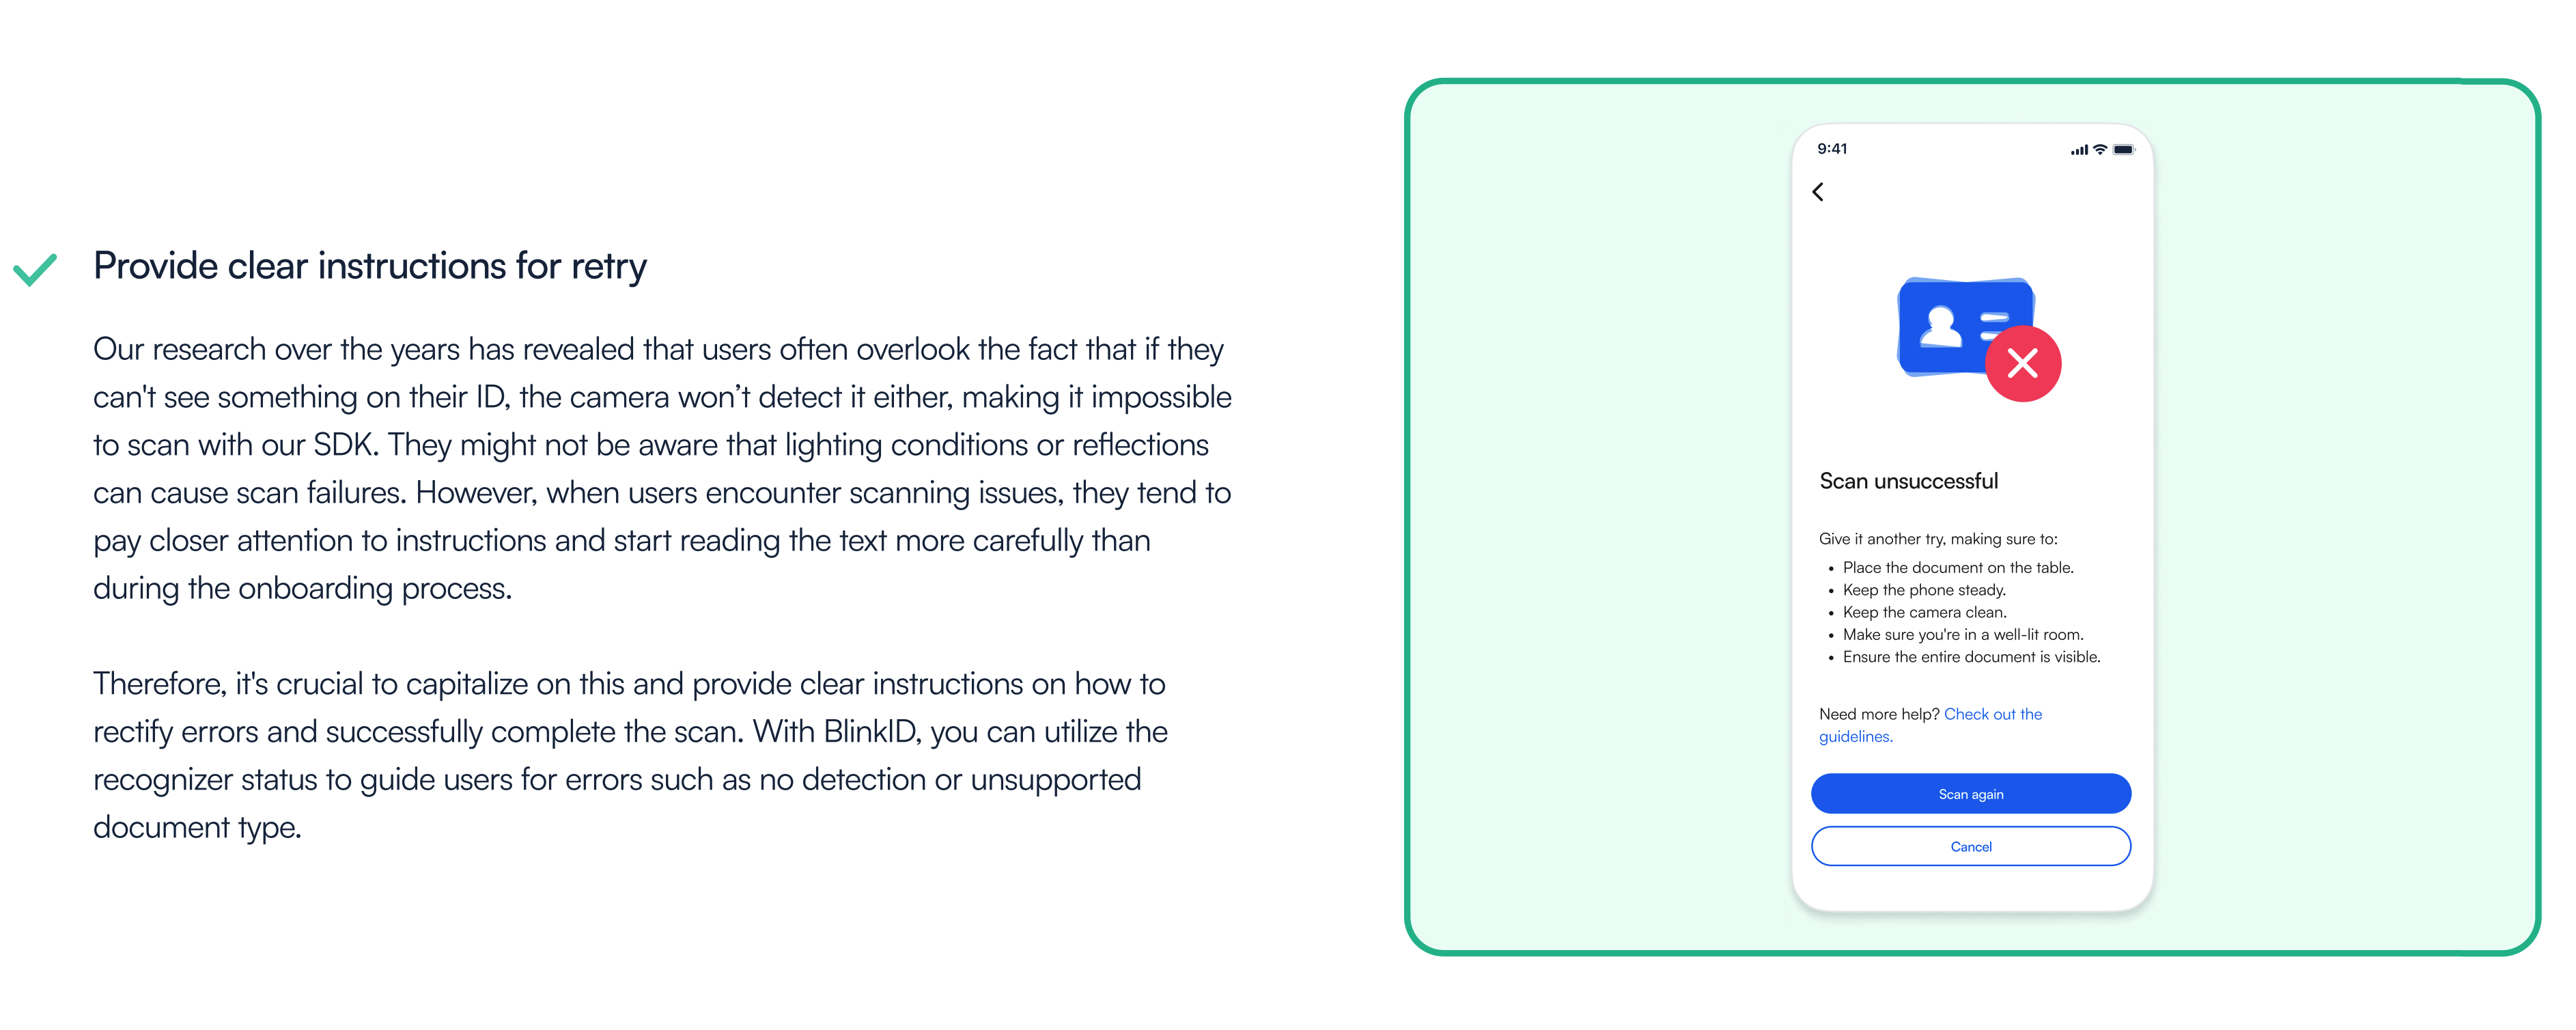 Provide clear instructions for retry
Our research over the years has revealed that users often overlook the fact that if they
can't see something on their ID, the camera won’t detect it either, making it impossible
to scan with our SDK. They might not be aware that lighting conditions or reflections
can cause scan failures. However, when users encounter scanning issues, they tend to
pay closer attention to instructions and start reading the text more carefully than
during the onboarding process.
Therefore, it's crucial to capitalize on this and provide clear instructions on how to
rectify errors and successfully complete the scan. With BlinkID, you can utilize the
recognizer status to guide users for errors such as no detection or unsupported
document type.
9:41
Scan unsuccessful
Give it another try, making sure to:
• Place the document on the table.
• Keep the phone steady.
• Keep the camera clean.
• Make sure you're in a well-lit room.
• Ensure the entire document is visible.
Need more help? Check out the
guidelines.
Scan again
Cancel